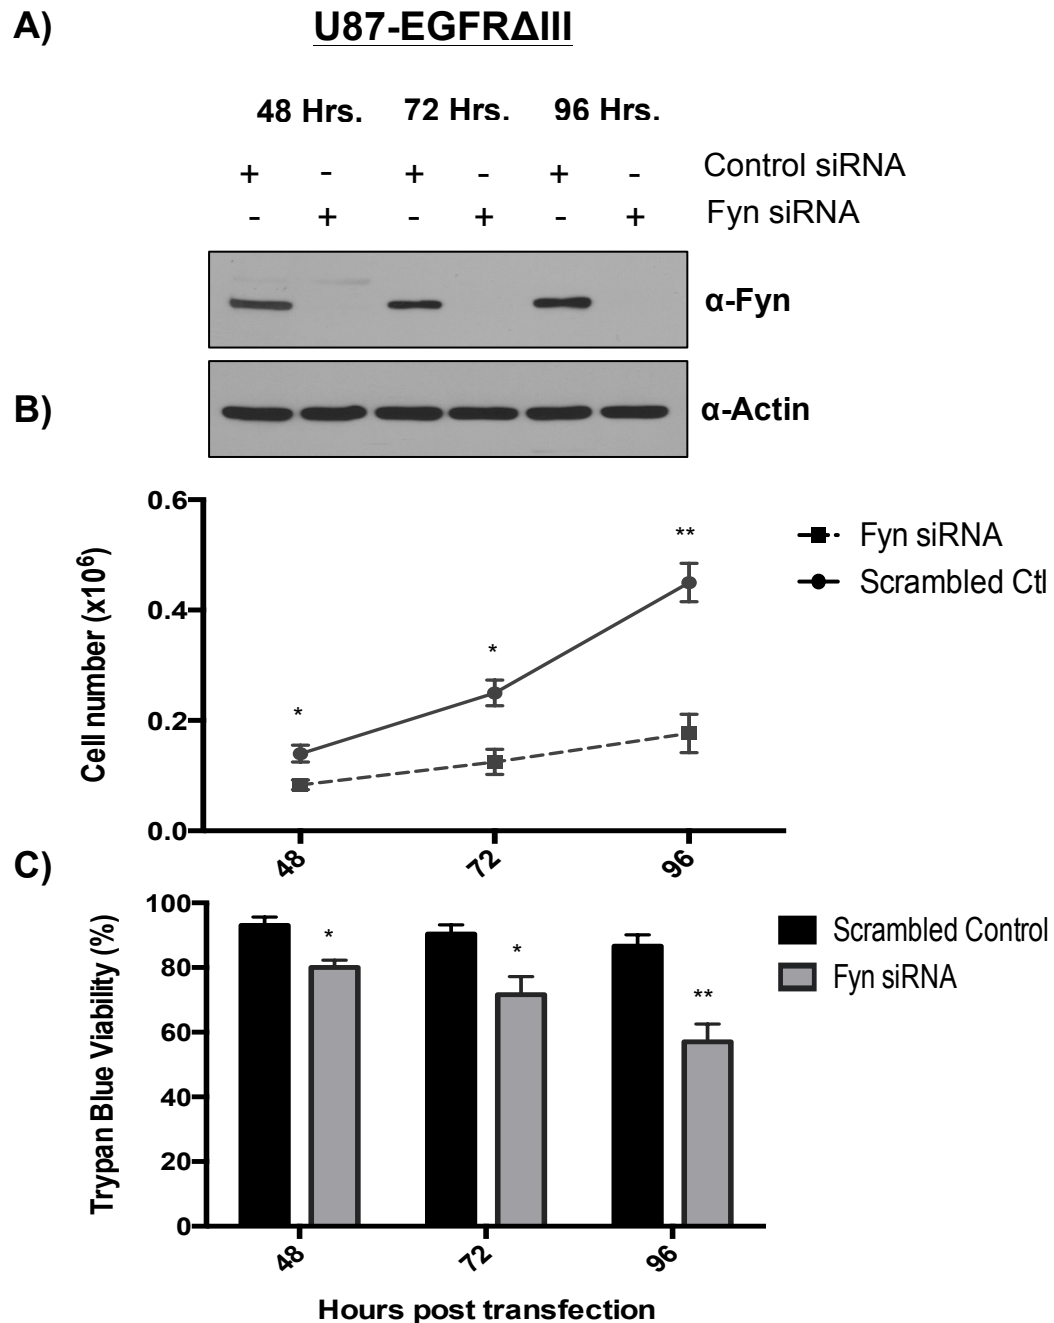 A)
U87-EGFRΔIII
48 Hrs. 72 Hrs. 96 Hrs.
+ - + - + - Control siRNA
- + - + - + Fyn siRNA
α-Fyn
B)
α-Actin
0.6
0.4
0.2
0.0
Cell number (x10⁶)
*
*
**
48
72
96
Fyn siRNA
Scrambled Ctl
C)
100
80
60
40
20
0
Trypan Blue Viability (%)
*
*
**
48
72
96
Scrambled Control
Fyn siRNA
Hours post transfection